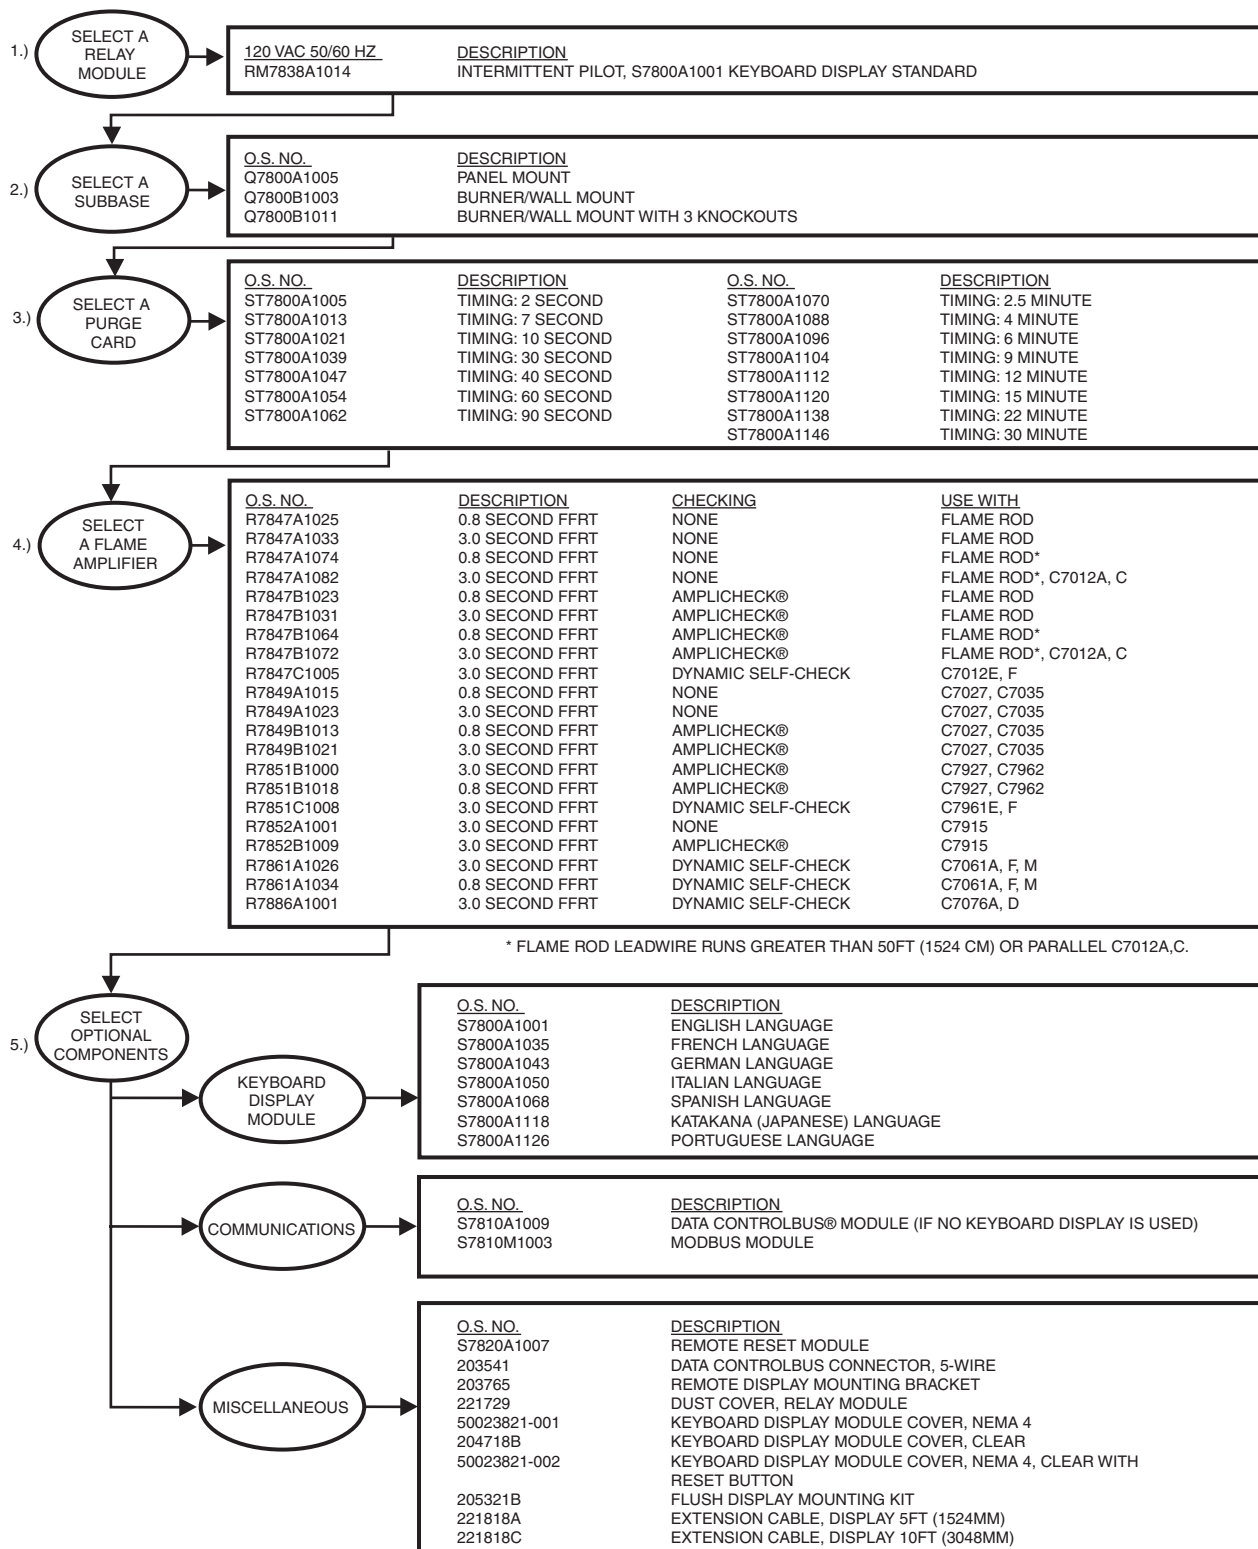 1.)
SELECT A
RELAY
MODULE
120 VAC 50/60 HZ DESCRIPTION
RM7838A1014 INTERMITTENT PILOT, S7800A1001 KEYBOARD DISPLAY STANDARD
2.)
SELECT A
SUBBASE
O.S. NO. DESCRIPTION
Q7800A1005 PANEL MOUNT
Q7800B1003 BURNER/WALL MOUNT
Q7800B1011 BURNER/WALL MOUNT WITH 3 KNOCKOUTS
3.)
SELECT A
PURGE
CARD
O.S. NO. DESCRIPTION O.S. NO. DESCRIPTION
ST7800A1005 TIMING: 2 SECOND ST7800A1070 TIMING: 2.5 MINUTE
ST7800A1013 TIMING: 7 SECOND ST7800A1088 TIMING: 4 MINUTE
ST7800A1021 TIMING: 10 SECOND ST7800A1096 TIMING: 6 MINUTE
ST7800A1039 TIMING: 30 SECOND ST7800A1104 TIMING: 9 MINUTE
ST7800A1047 TIMING: 40 SECOND ST7800A1112 TIMING: 12 MINUTE
ST7800A1054 TIMING: 60 SECOND ST7800A1120 TIMING: 15 MINUTE
ST7800A1062 TIMING: 90 SECOND ST7800A1138 TIMING: 22 MINUTE
ST7800A1146 TIMING: 30 MINUTE
4.)
SELECT
A FLAME
AMPLIFIER
O.S. NO. DESCRIPTION CHECKING USE WITH
R7847A1025 0.8 SECOND FFRT NONE FLAME ROD
R7847A1033 3.0 SECOND FFRT NONE FLAME ROD
R7847A1074 0.8 SECOND FFRT NONE FLAME ROD*
R7847A1082 3.0 SECOND FFRT NONE FLAME ROD*, C7012A, C
R7847B1023 0.8 SECOND FFRT AMPLICHECK® FLAME ROD
R7847B1031 3.0 SECOND FFRT AMPLICHECK® FLAME ROD
R7847B1064 0.8 SECOND FFRT AMPLICHECK® FLAME ROD*
R7847B1072 3.0 SECOND FFRT AMPLICHECK® FLAME ROD*, C7012A, C
R7847C1005 3.0 SECOND FFRT DYNAMIC SELF-CHECK C7012E, F
R7849A1015 0.8 SECOND FFRT NONE C7027, C7035
R7849A1023 3.0 SECOND FFRT NONE C7027, C7035
R7849B1013 0.8 SECOND FFRT AMPLICHECK® C7027, C7035
R7849B1021 3.0 SECOND FFRT AMPLICHECK® C7027, C7035
R7851B1000 3.0 SECOND FFRT AMPLICHECK® C7927, C7962
R7851B1018 0.8 SECOND FFRT AMPLICHECK® C7927, C7962
R7851C1008 3.0 SECOND FFRT DYNAMIC SELF-CHECK C7961E, F
R7852A1001 3.0 SECOND FFRT NONE C7915
R7852B1009 3.0 SECOND FFRT AMPLICHECK® C7915
R7861A1026 3.0 SECOND FFRT DYNAMIC SELF-CHECK C7061A, F, M
R7861A1034 0.8 SECOND FFRT DYNAMIC SELF-CHECK C7061A, F, M
R7886A1001 3.0 SECOND FFRT DYNAMIC SELF-CHECK C7076A, D
* FLAME ROD LEADWIRE RUNS GREATER THAN 50FT (1524 CM) OR PARALLEL C7012A,C.
5.)
SELECT
OPTIONAL
COMPONENTS
KEYBOARD
DISPLAY
MODULE
O.S. NO. DESCRIPTION
S7800A1001 ENGLISH LANGUAGE
S7800A1035 FRENCH LANGUAGE
S7800A1043 GERMAN LANGUAGE
S7800A1050 ITALIAN LANGUAGE
S7800A1068 SPANISH LANGUAGE
S7800A1118 KATAKANA (JAPANESE) LANGUAGE
S7800A1126 PORTUGUESE LANGUAGE
COMMUNICATIONS
O.S. NO. DESCRIPTION
S7810A1009 DATA CONTROLBUS® MODULE (IF NO KEYBOARD DISPLAY IS USED)
S7810M1003 MODBUS MODULE
MISCELLANEOUS
O.S. NO. DESCRIPTION
S7820A1007 REMOTE RESET MODULE
203541 DATA CONTROLBUS CONNECTOR, 5-WIRE
203765 REMOTE DISPLAY MOUNTING BRACKET
221729 DUST COVER, RELAY MODULE
50023821-001 KEYBOARD DISPLAY MODULE COVER, NEMA 4
204718B KEYBOARD DISPLAY MODULE COVER, CLEAR
50023821-002 KEYBOARD DISPLAY MODULE COVER, NEMA 4, CLEAR WITH
RESET BUTTON
205321B FLUSH DISPLAY MOUNTING KIT
221818A EXTENSION CABLE, DISPLAY 5FT (1524MM)
221818C EXTENSION CABLE, DISPLAY 10FT (3048MM)